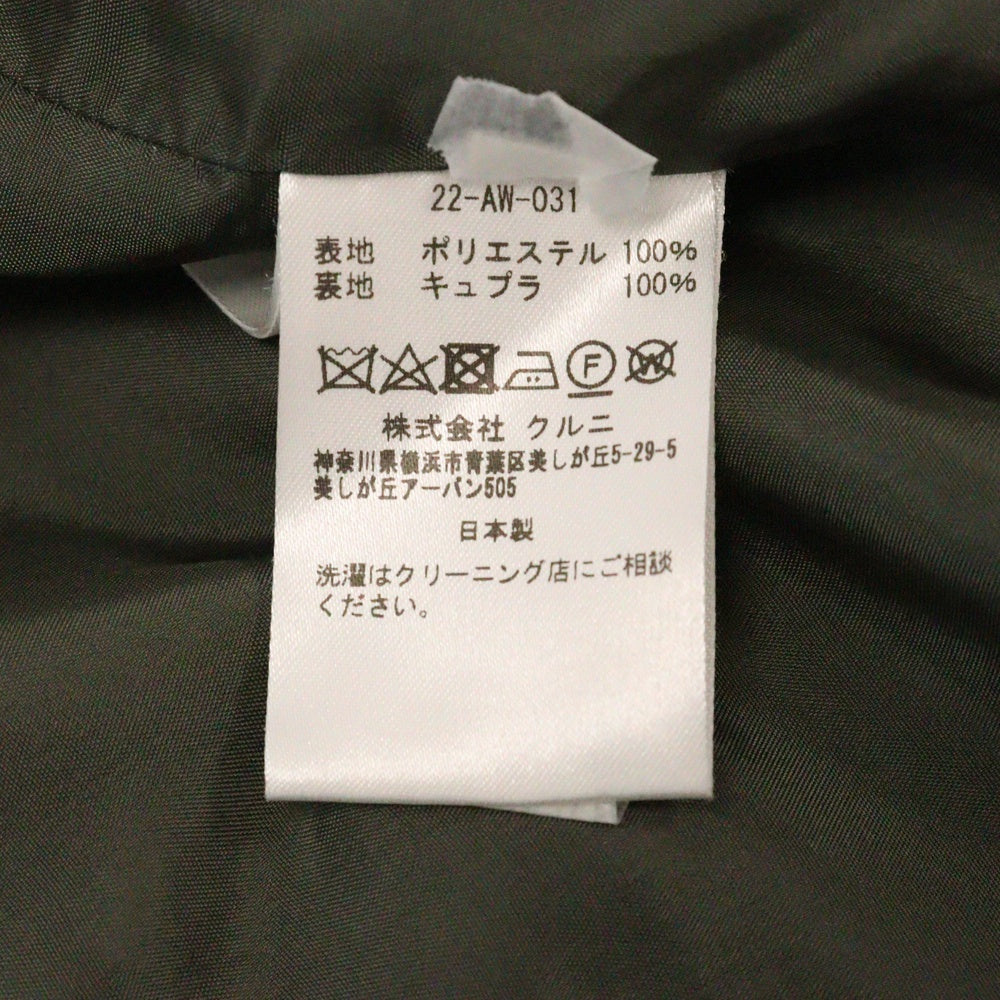 22-AW-031
表地 ポリエステル 100%
裏地 キュプラ 100%
F W
株式会社 クルニ
神奈川県横浜市青葉区美しが丘5-29-5
美しが丘アーバン505
日本製
洗濯はクリーニング店にご相談
ください。